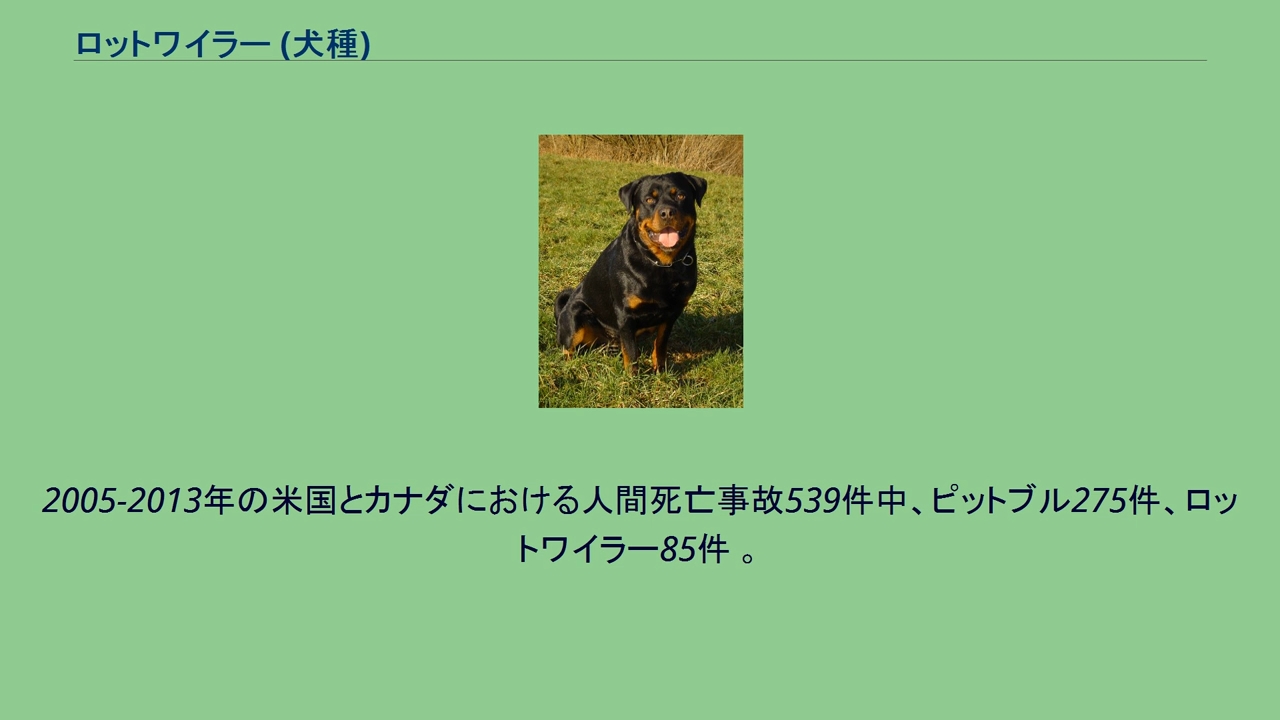 ロットワイラー (犬種)
2005-2013年の米国とカナダにおける人間死亡事故539件中、ピットブル275件、ロッ
トワイラー85件 。